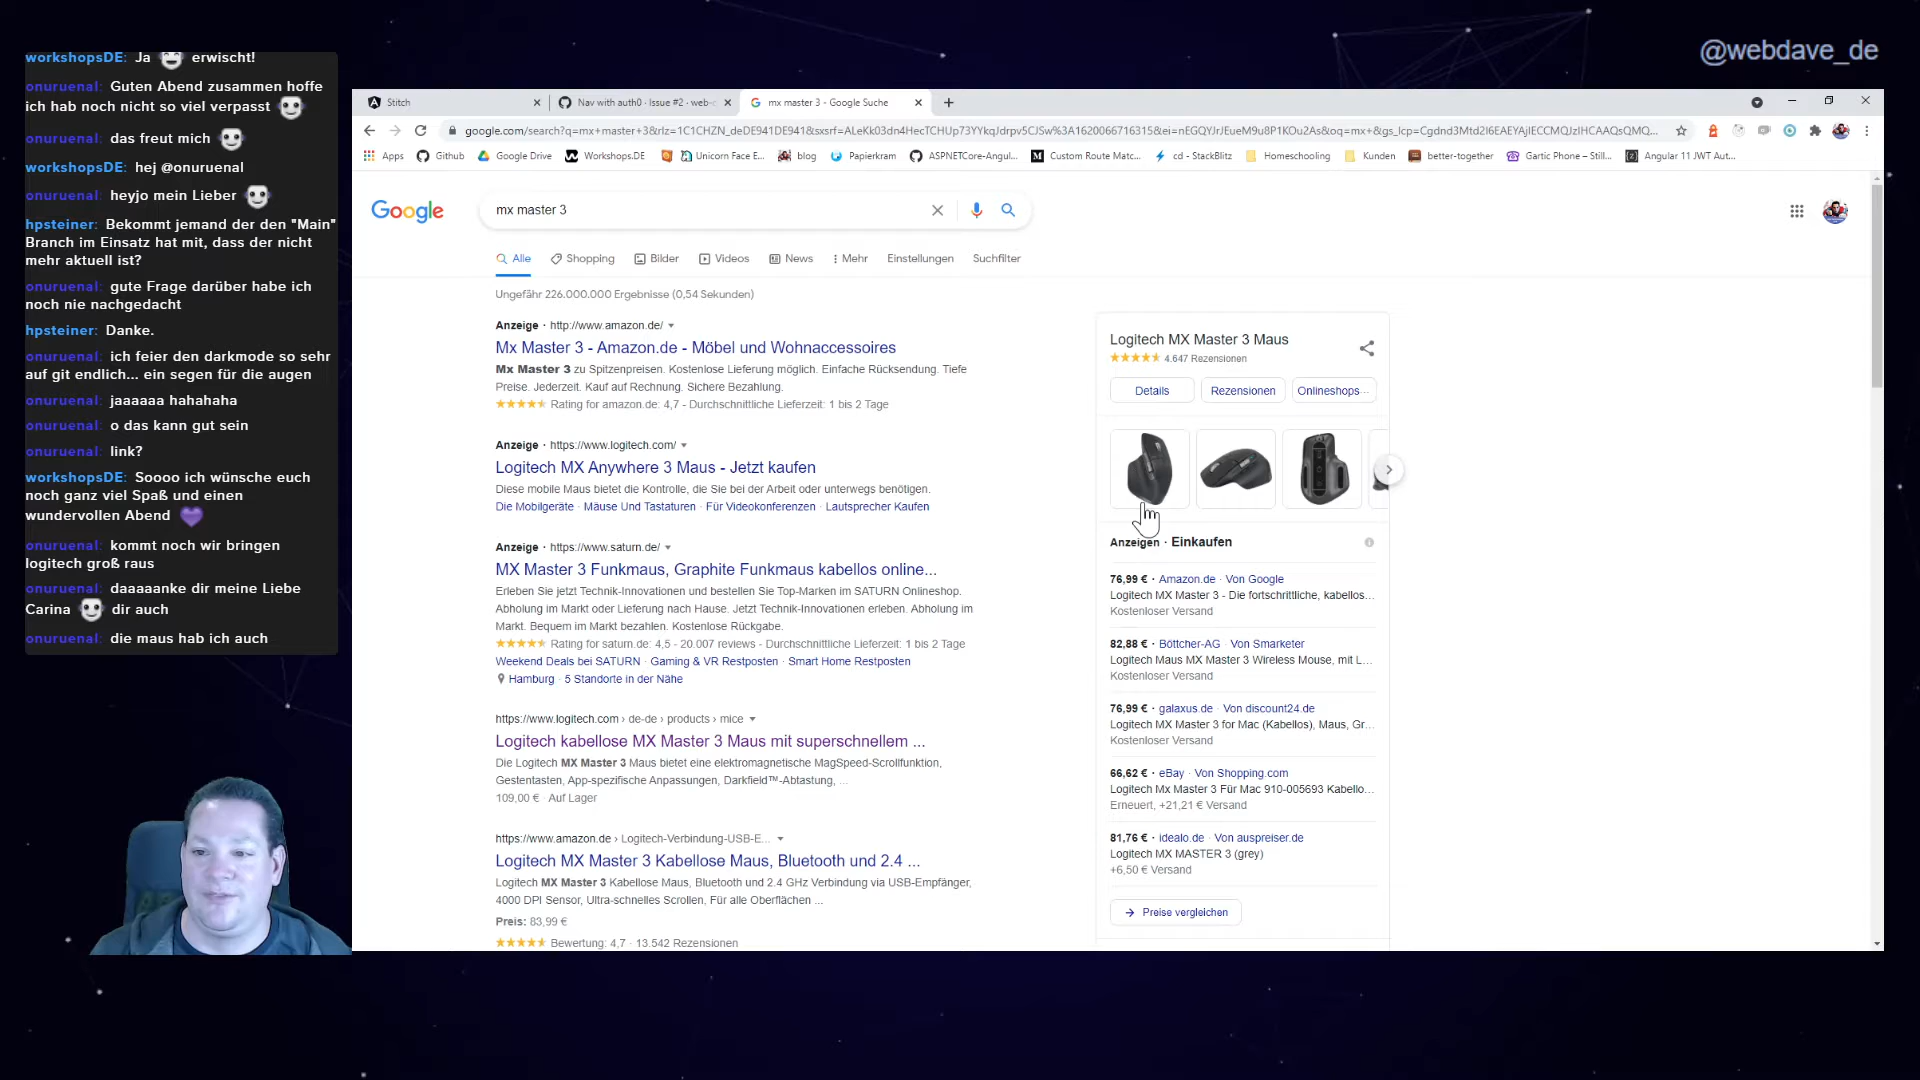 @webdave_de
workshopsDE: Ja erwischt!
onuruenal: Guten Abend zusammen hoffe
ich hab noch nicht so viel verpasst
onuruenal: das freut mich
workshopsDE: hej @onuruenal
onuruenal: heyjo mein Lieber
hpsteiner: Bekommt jemand der den "Main"
Branch im Einsatz hat mit, dass der nicht
mehr aktuell ist?
onuruenal: gute Frage darüber habe ich
noch nie nachgedacht
hpsteiner: Danke.
onuruenal: ich feier den darkmode so sehr
auf git endlich... ein segen für die augen
onuruenal: jaaaaaa hahahaha
onuruenal: o das kann gut sein
onuruenal: link?
workshopsDE: Soooo ich wünsche euch
noch ganz viel Spaß und einen
wundervollen Abend
onuruenal: kommt noch wir bringen
logitech groß raus
onuruenal: daaaaanke dir meine Liebe
Carina dir auch
onuruenal: die maus hab ich auch
Stitch
Nav with auth0 · Issue #2 · web-
mx master 3 - Google Suche
google.com/search?q=mx+master+3&rlz=1C1CHZN_deDE941DE941&sxsrf=ALeKk03dn4HecTCHUp73YYkqJdrpv5CJSw%3A1620066716315&ei=nEGQYJrJEueM9u8P1KOu2As&oq=mx+&gs_lcp=Cgdnd3Mtd2l6EAEYAjIECCMQJzIHCAAQsQMQ...
Apps
Github
Google Drive
Workshops.DE
Unicorn Face E...
blog
Papierkram
ASPNETCore-Angul...
Custom Route Matc...
cd - StackBlitz
Homeschooling
Kunden
better-together
Gartic Phone – Still...
Angular 11 JWT Aut...
Google
mx master 3
Alle
Shopping
Bilder
Videos
News
Mehr
Einstellungen
Suchfilter
Ungefähr 226.000.000 Ergebnisse (0,54 Sekunden)
Anzeige · http://www.amazon.de/
Mx Master 3 - Amazon.de - Möbel und Wohnaccessoires
Mx Master 3 zu Spitzenpreisen. Kostenlose Lieferung möglich. Einfache Rücksendung. Tiefe
Preise. Jederzeit. Kauf auf Rechnung. Sichere Bezahlung.
Rating for amazon.de: 4,7 - Durchschnittliche Lieferzeit: 1 bis 2 Tage
Anzeige · https://www.logitech.com/
Logitech MX Anywhere 3 Maus - Jetzt kaufen
Diese mobile Maus bietet die Kontrolle, die Sie bei der Arbeit oder unterwegs benötigen.
Die Mobilgeräte · Mäuse Und Tastaturen · Für Videokonferenzen · Lautsprecher Kaufen
Anzeige · https://www.saturn.de/
MX Master 3 Funkmaus, Graphite Funkmaus kabellos online...
Erleben Sie jetzt Technik-Innovationen und bestellen Sie Top-Marken im SATURN Onlineshop.
Abholung im Markt oder Lieferung nach Hause. Jetzt Technik-Innovationen erleben. Abholung im
Markt. Bequem im Markt bezahlen. Kostenlose Rückgabe.
Rating for saturn.de: 4,5 - 20.007 reviews - Durchschnittliche Lieferzeit: 1 bis 2 Tage
Weekend Deals bei SATURN · Gaming & VR Restposten · Smart Home Restposten
Hamburg · 5 Standorte in der Nähe
https://www.logitech.com › de-de › products › mice
Logitech kabellose MX Master 3 Maus mit superschnellem ...
Die Logitech MX Master 3 Maus bietet eine elektromagnetische MagSpeed-Scrollfunktion,
Gestentasten, App-spezifische Anpassungen, Darkfield™-Abtastung, ...
109,00 € · Auf Lager
https://www.amazon.de › Logitech-Verbindung-USB-E...
Logitech MX Master 3 Kabellose Maus, Bluetooth und 2.4 ...
Logitech MX Master 3 Kabellose Maus, Bluetooth und 2.4 GHz Verbindung via USB-Empfänger,
4000 DPI Sensor, Ultra-schnelles Scrollen, Für alle Oberflächen ...
Preis: 83,99 €
Bewertung: 4,7 · 13.542 Rezensionen
Logitech MX Master 3 Maus
4.647 Rezensionen
Details
Rezensionen
Onlineshops...
Anzeigen · Einkaufen
76,99 € · Amazon.de · Von Google
Logitech MX Master 3 - Die fortschrittliche, kabellos...
Kostenloser Versand
82,88 € · Böttcher-AG · Von Smarketer
Logitech Maus MX Master 3 Wireless Mouse, mit L...
Kostenloser Versand
76,99 € · galaxus.de · Von discount24.de
Logitech MX Master 3 for Mac (Kabellos), Maus, Gr...
Kostenloser Versand
66,62 € · eBay · Von Shopping.com
Logitech Mx Master 3 Für Mac 910-005693 Kabello...
Erneuert, +21,21 € Versand
81,76 € · idealo.de · Von auspreiser.de
Logitech MX MASTER 3 (grey)
+6,50 € Versand
Preise vergleichen